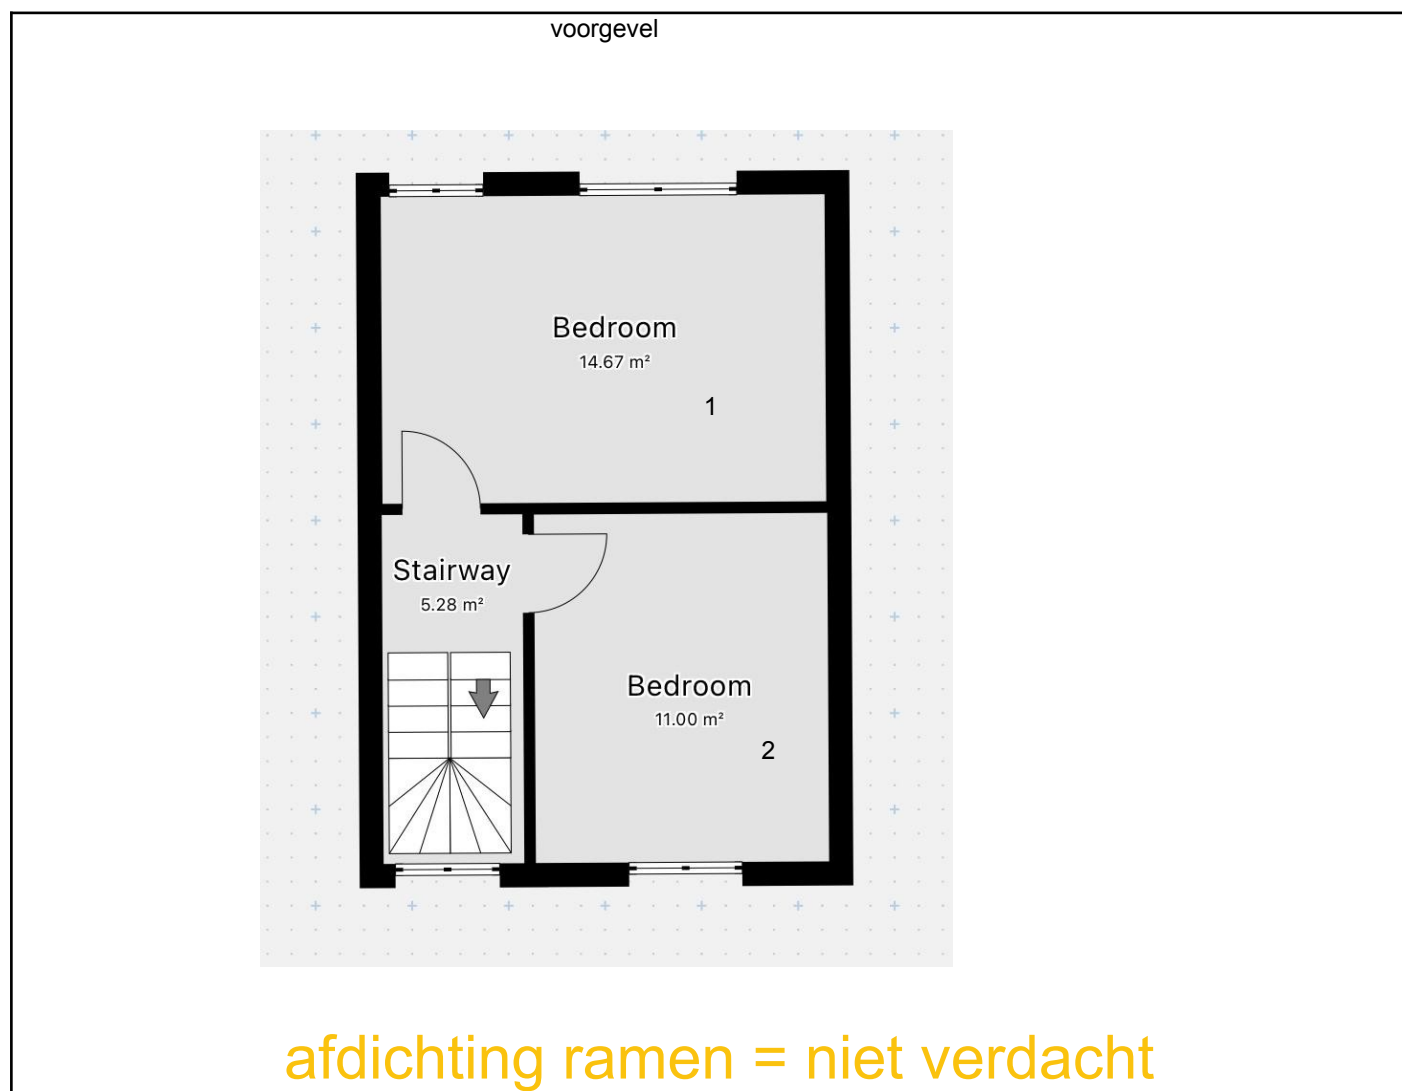 voorgevel
Bedroom
14.67 m²
1
Stairway
5.28 m²
Bedroom
11.00 m²
2
afdichting ramen = niet verdacht